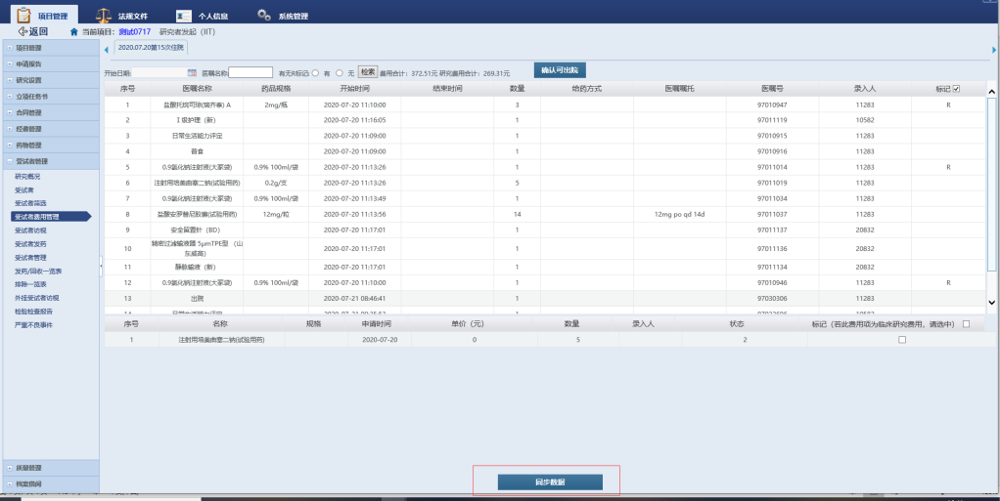 项目管理 法规文件 个人信息 系统管理
返回 当前项目：测试0717 研究者发起 (IIT)
项目管理
申请报告
研究设置
立项任务书
合同管理
经费管理
药物管理
受试者管理
研究概况
受试者
受试者筛选
受试者费用管理
受试者访视
受试者发药
受试者管理
发药/回收一览表
排除一览表
外挂受试者访视
检验检查报告
严重不良事件
质量管理
档案借阅
2020.07.20第15次住院
开始日期: 医嘱名称: 有无R标记: 有 无 检索 费用合计：372.51元 研究费用合计：269.31元 确认可出院
序号 医嘱名称 药品规格 开始时间 结束时间 数量 给药方式 医嘱嘱托 医嘱号 录入人 标记
1 盐酸托烷司琼(瑞齐泰) A 2mg/瓶 2020-07-20 11:10:00 3 97010947 11283 R
2 I 级护理（新） 2020-07-20 11:16:05 1 97011119 10582
3 日常生活能力评定 2020-07-20 11:09:00 1 97010915 11283
4 普食 2020-07-20 11:09:00 1 97010916 11283
5 0.9氯化钠注射液(大冢袋) 0.9% 100ml/袋 2020-07-20 11:13:26 1 97011014 11283 R
6 注射用培美曲塞二钠(试验用药) 0.2g/支 2020-07-20 11:13:26 5 97011019 11283
7 0.9氯化钠注射液(大冢袋) 0.9% 100ml/袋 2020-07-20 11:13:49 1 97011034 11283
8 盐酸安罗替尼胶囊(试验用药) 12mg/粒 2020-07-20 11:13:56 14 12mg po qd 14d 97011037 11283
9 安全留置针（BD） 2020-07-20 11:17:01 1 97011137 20832
10 精密过滤输液器 5μmTPE型 （山东威高） 2020-07-20 11:17:01 1 97011136 20832
11 静脉输液（新） 2020-07-20 11:17:01 1 97011134 20832
12 0.9氯化钠注射液(大冢袋) 0.9% 100ml/袋 2020-07-20 11:10:00 1 97010946 11283 R
13 出院 2020-07-21 08:46:41 1 97030306 11283
序号 名称 规格 申请时间 单价（元） 数量 录入人 状态 标记（若此费用项为临床研究费用，请选中）
1 注射用培美曲塞二钠(试验用药) 2020-07-20 0 5 2
同步数据